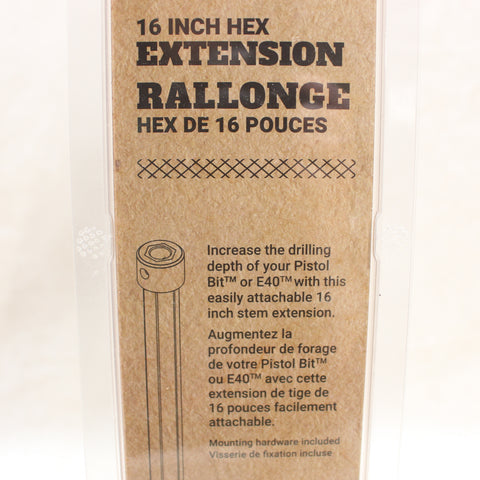 16 INCH HEX
EXTENSION
RALLONGE
HEX DE 16 POUCES
Increase the drilling
depth of your Pistol
Bit™ or E40™ with this
easily attachable 16
inch stem extension.
Augmentez la
profondeur de forage
de votre Pistol Bit™
ou E40™ avec cette
extension de tige de
16 pouces facilement
attachable.
Mounting hardware included
Visserie de fixation incluse